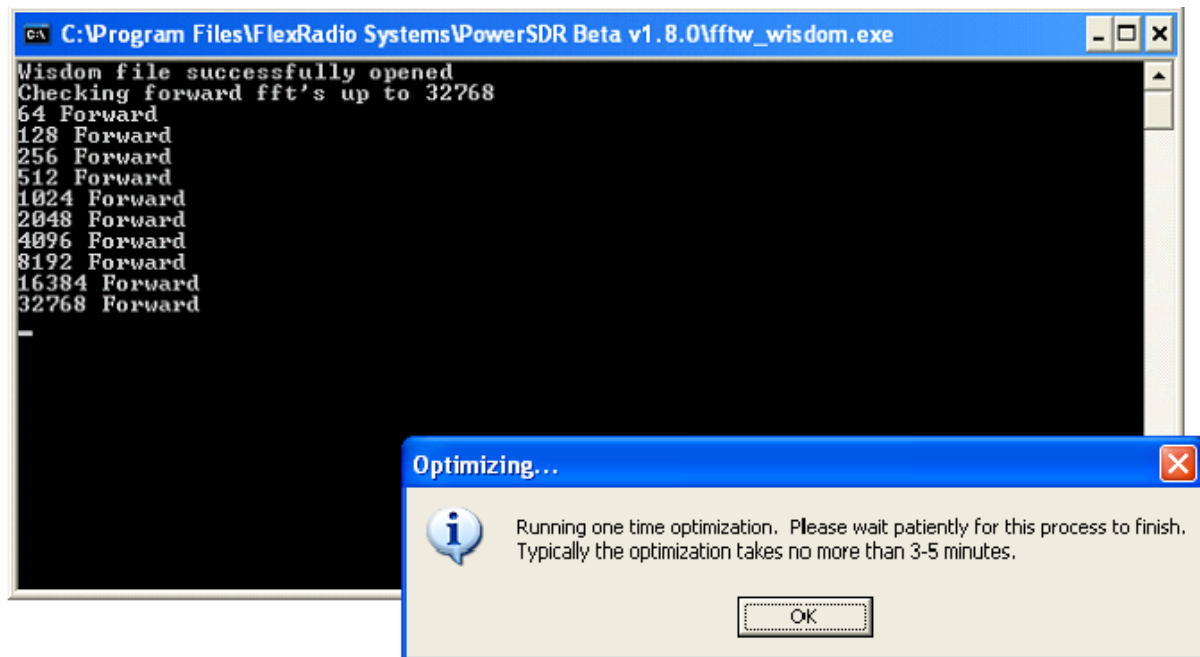 C:\Program Files\FlexRadio Systems\PowerSDR Beta v1.8.0\fftw_wisdom.exe
Wisdom file successfully opened
Checking forward fft's up to 32768
64 Forward
128 Forward
256 Forward
512 Forward
1024 Forward
2048 Forward
4096 Forward
8192 Forward
16384 Forward
32768 Forward
Optimizing...
Running one time optimization. Please wait patiently for this process to finish.
Typically the optimization takes no more than 3-5 minutes.
OK